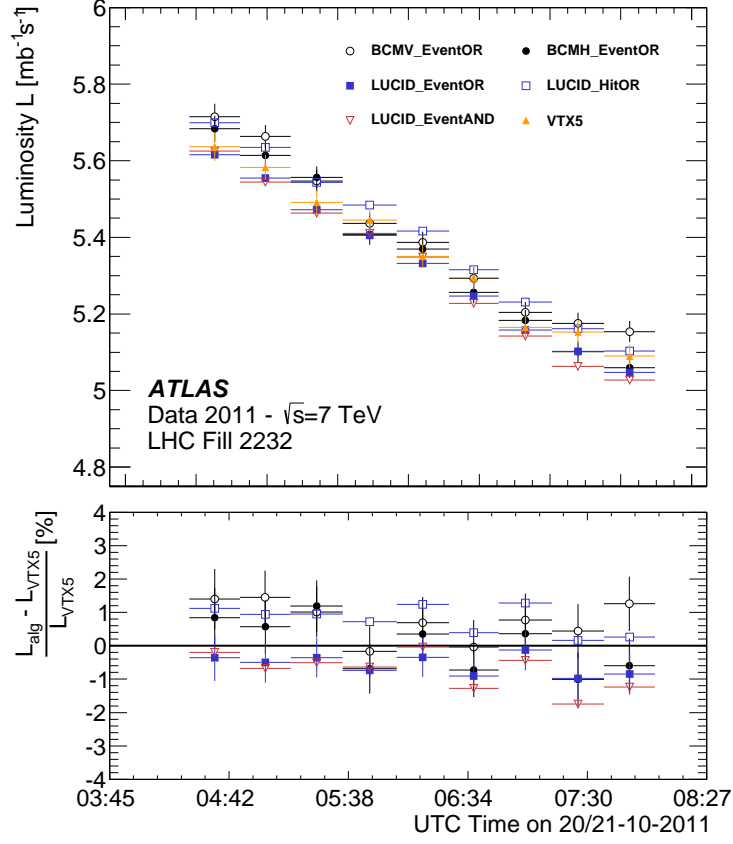 6
5.8
5.6
5.4
5.2
5
4.8
Luminosity L [mb⁻¹s⁻¹]
BCMV_EventOR
BCMH_EventOR
LUCID_EventOR
LUCID_HitOR
LUCID_EventAND
VTX5
ATLAS
Data 2011 - √s=7 TeV
LHC Fill 2232
4
3
2
1
0
-1
-2
-3
-4
L_alg - L_VTX5
L_VTX5
[%]
03:45 04:42 05:38 06:34 07:30 08:27
UTC Time on 20/21-10-2011